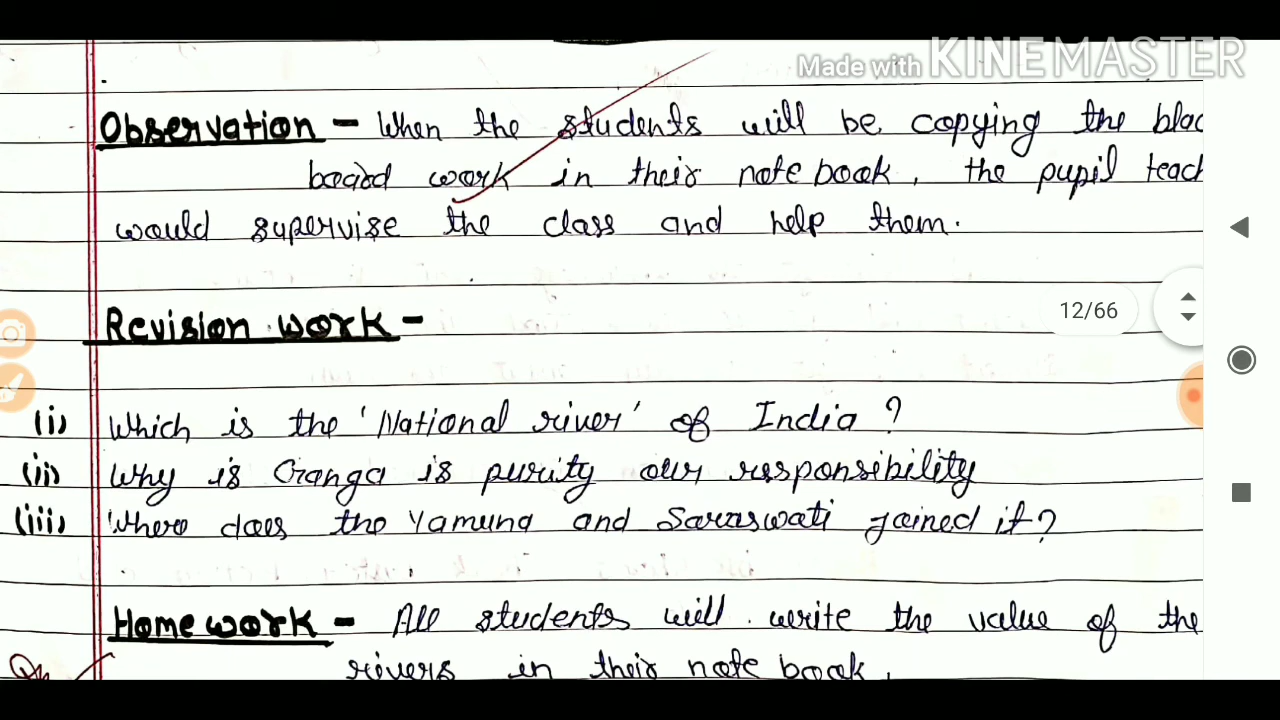 Made with KINEMASTER
Observation - When the students will be copying the blac
board work in their note book, the pupil teach
would supervise the class and help them.
Revision work -
12/66
(i) Which is the 'National river' of India ?
(ii) Why is Ganga is purity our responsibility
(iii) Where does the Yamuna and Saraswati joined it?
Home work - All students will write the value of the
rivers in their note book.